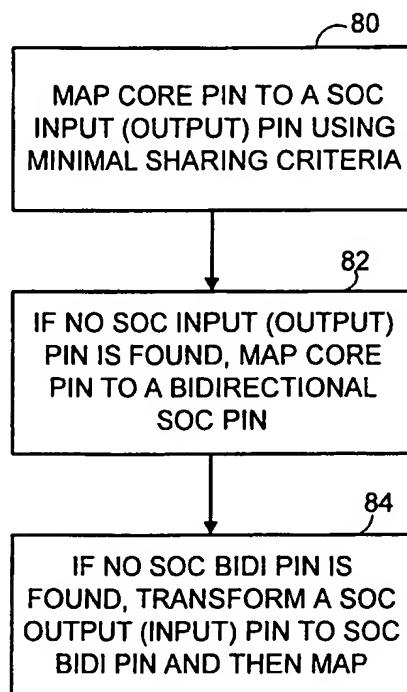 80
MAP CORE PIN TO A SOC
INPUT (OUTPUT) PIN USING
MINIMAL SHARING CRITERIA
82
IF NO SOC INPUT (OUTPUT)
PIN IS FOUND, MAP CORE
PIN TO A BIDIRECTIONAL
SOC PIN
84
IF NO SOC BIDI PIN IS
FOUND, TRANSFORM A SOC
OUTPUT (INPUT) PIN TO SOC
BIDI PIN AND THEN MAP